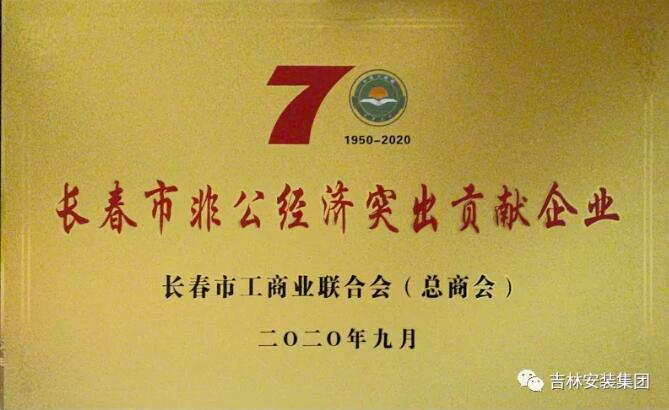 7
1950-2020
长春市非公经济突出贡献企业
长春市工商业联合会（总商会）
二〇二〇年九月
吉林安装集团